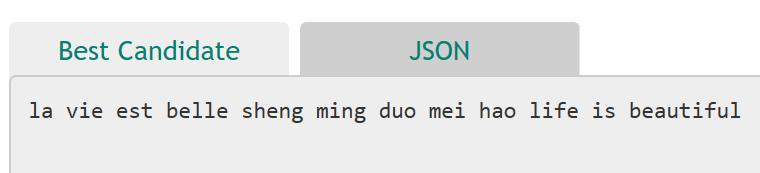 Best Candidate
JSON
la vie est belle sheng ming duo mei hao life is beautiful